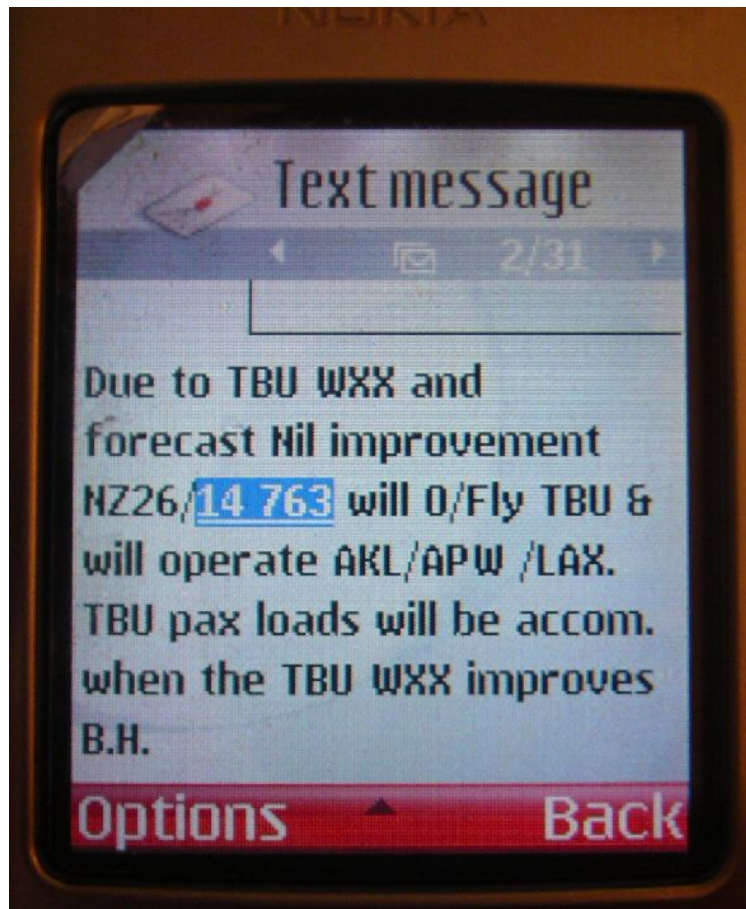 NOKIA
Text message
2/31
Due to TBU WXX and
forecast Nil improvement
NZ26/14 763 will O/Fly TBU &
will operate AKL/APW /LAX.
TBU pax loads will be accom.
when the TBU WXX improves
B.H.
Options
Back